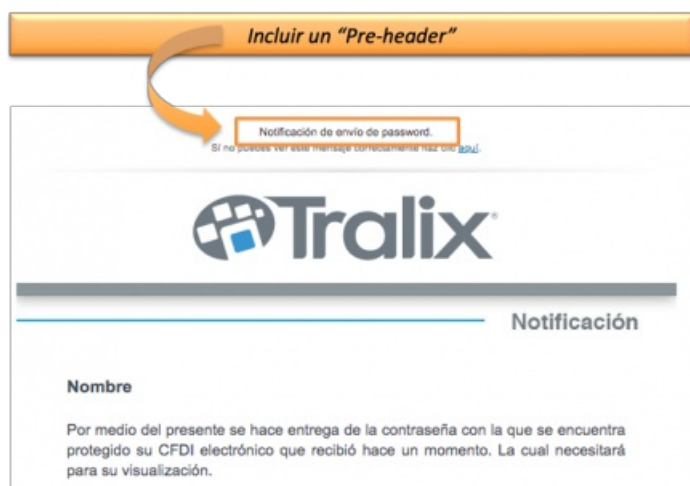 Incluir un “Pre-header”
Notificación de envío de password.
Sí no puedes ver este mensaje correctamente haz clic aquí.
Tralix
Notificación
Nombre
Por medio del presente se hace entrega de la contraseña con la que se encuentra
protegido su CFDI electrónico que recibió hace un momento. La cual necesitará
para su visualización.